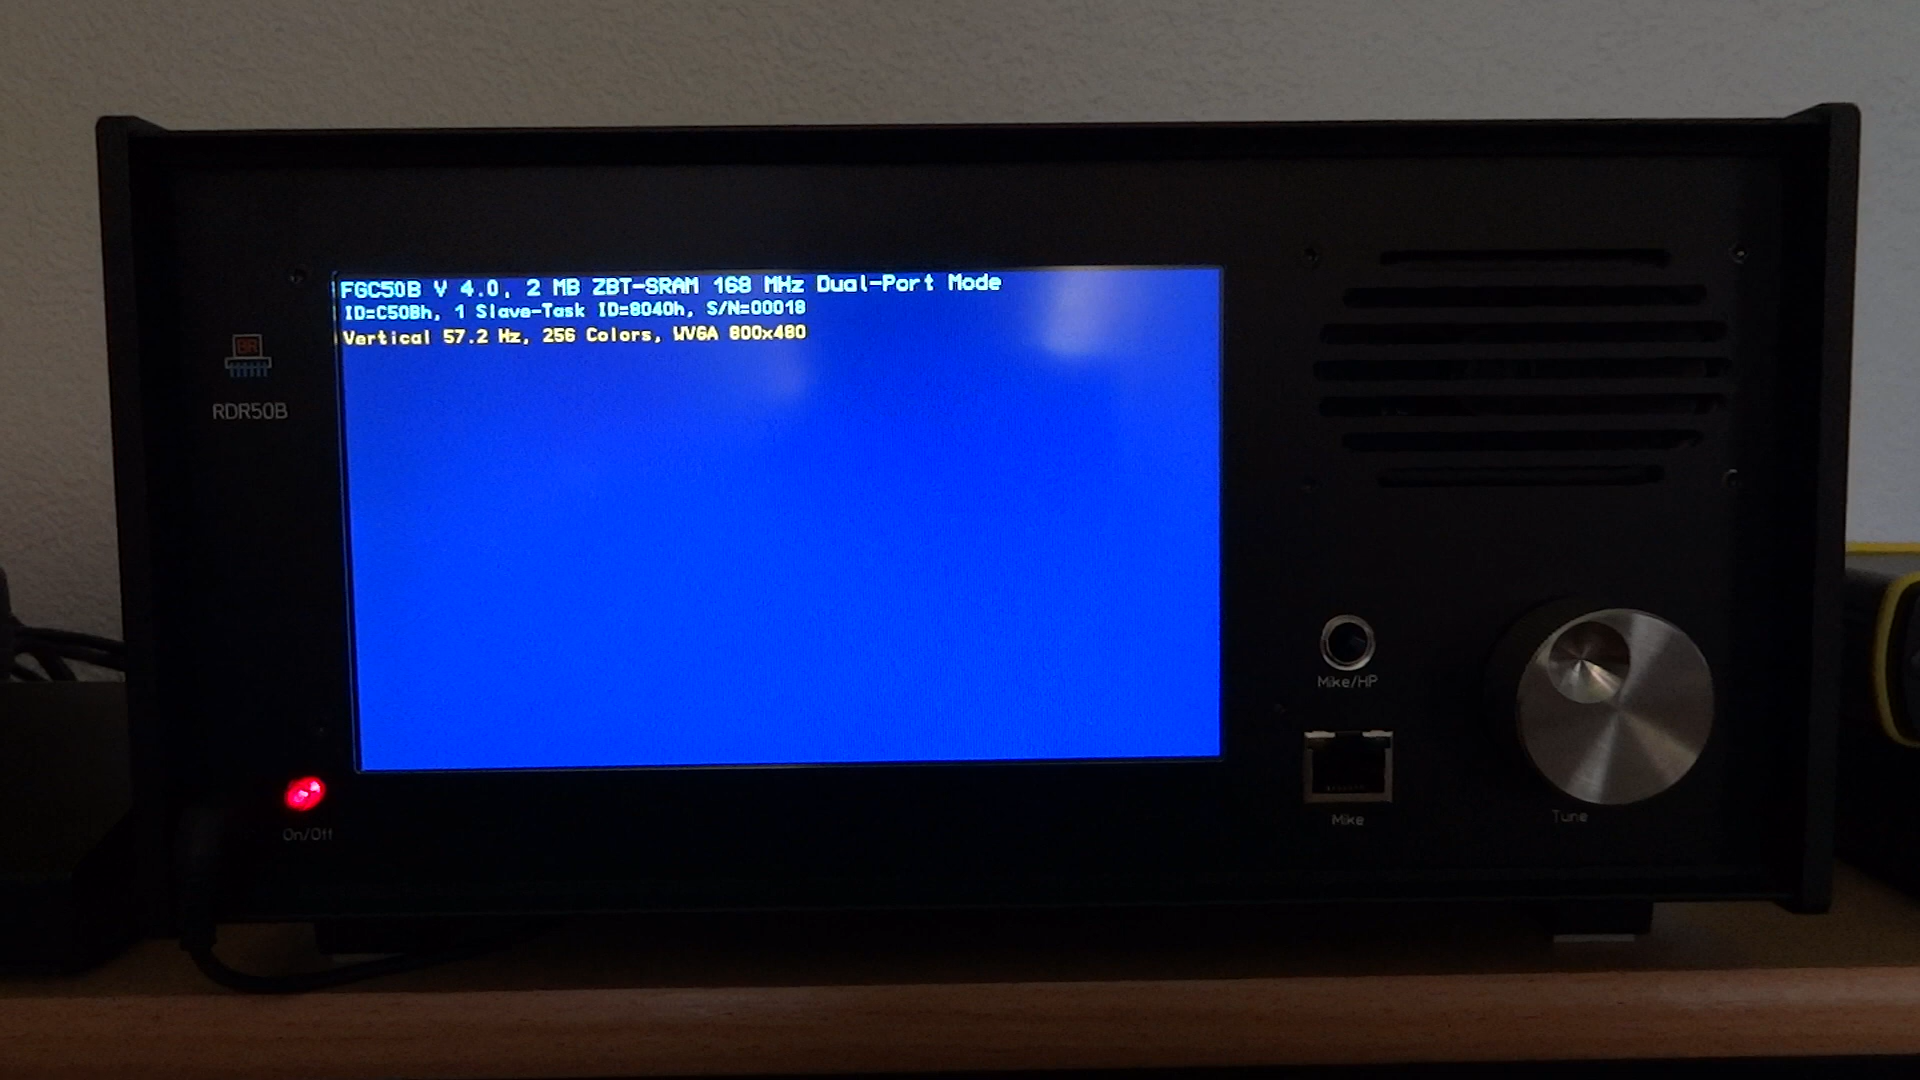 FGC50B V 4.0, 2 MB ZBT-SRAM 168 MHz Dual-Port Mode
ID=C50Bh, 1 Slave-Task ID=8040h, S/N=00018
Vertical 57.2 Hz, 256 Colors, WVGA 800x480
BR
RDR50B
Mike/HP
Mike
Tune
On/Off